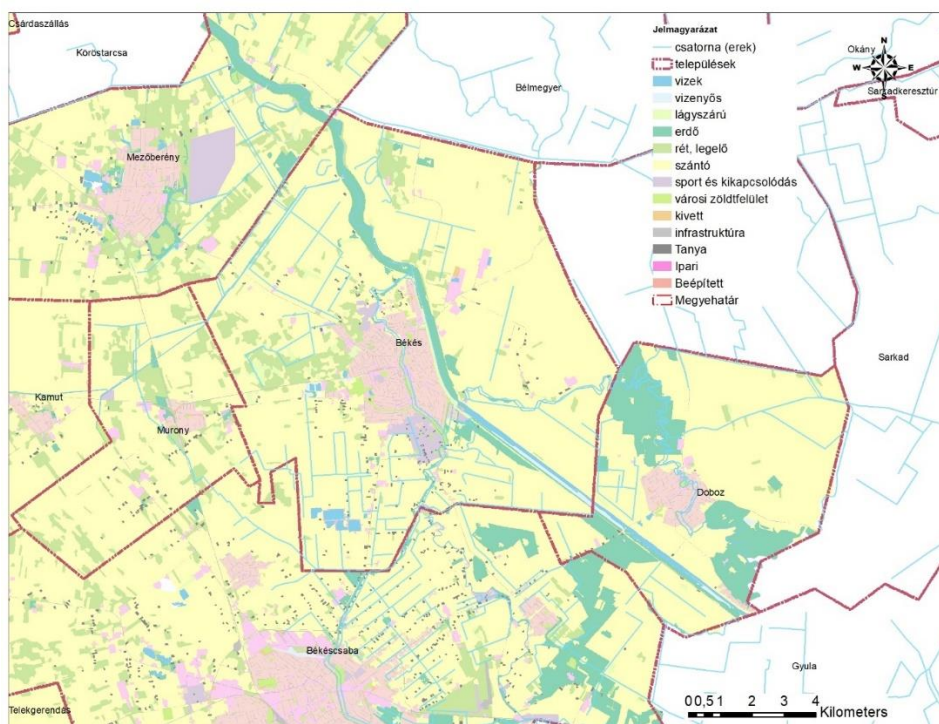 Csárdaszállás
Köröstarcsa
Bélmegyer
Okány
N
W
E
S
Sarkadkeresztúr
Mezőberény
Jelmagyarázat
csatorna (erek)
települések
vizek
vizenyős
lágyszárú
erdő
rét, legelő
szántó
sport és kikapcsolódás
városi zöldtfelület
kivett
infrastruktúra
Tanya
Ipari
Beépített
Megyehatár
Békés
Sarkad
Kamut
Murony
Doboz
Békéscsaba
Gyula
Telekgerendás
0 0,5 1 2 3 4
Kilometers